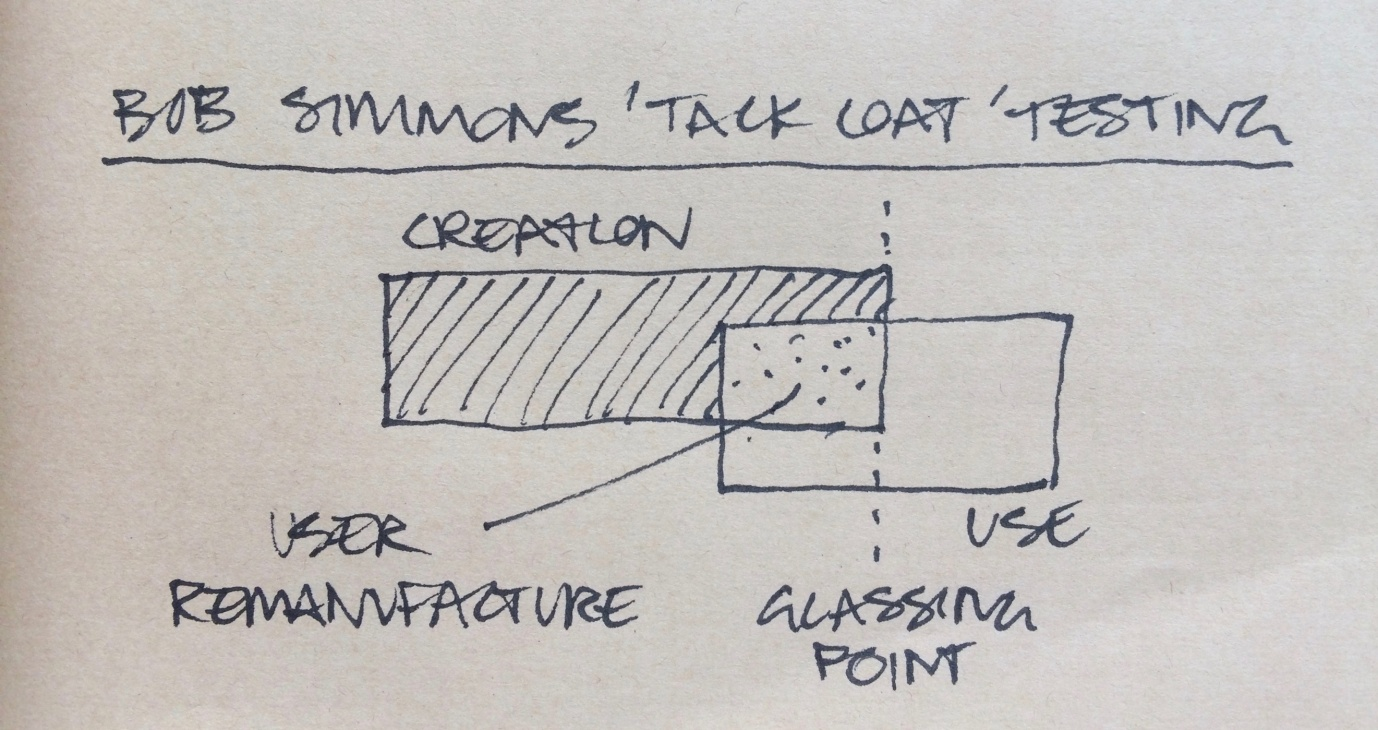 BOB SIMMONS 'TACK COAT' TESTING
CREATION
USER
REMANUFACTURE
USE
GLASSING
POINT